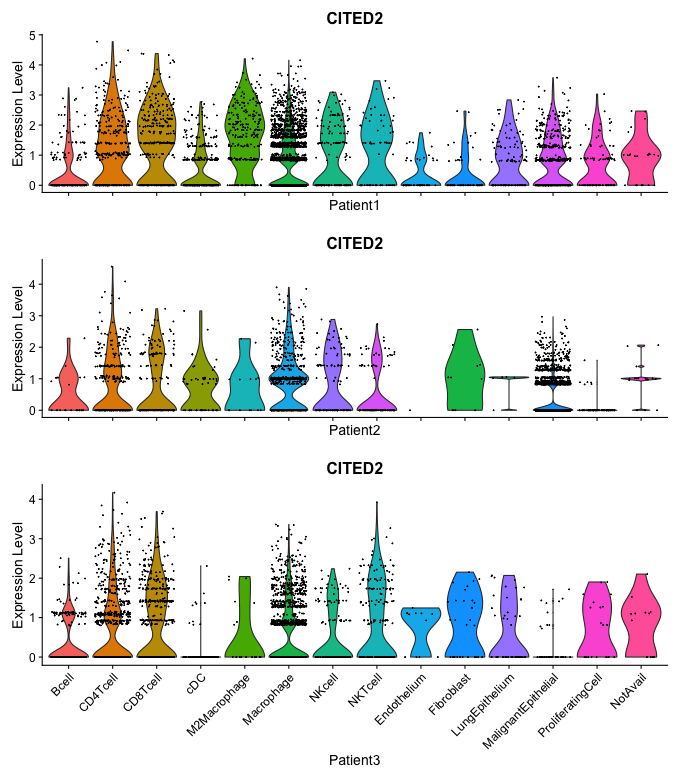 CITED2
Expression Level
5
4
3
2
1
0
Patient1
CITED2
Expression Level
4
3
2
1
0
Patient2
CITED2
Expression Level
4
3
2
1
0
Bcell
CD4Tcell
CD8Tcell
cDC
M2Macrophage
Macrophage
NKcell
NKTcell
Endothelium
Fibroblast
LungEpithelium
MalignantEpithelial
ProliferatingCell
NotAvail
Patient3